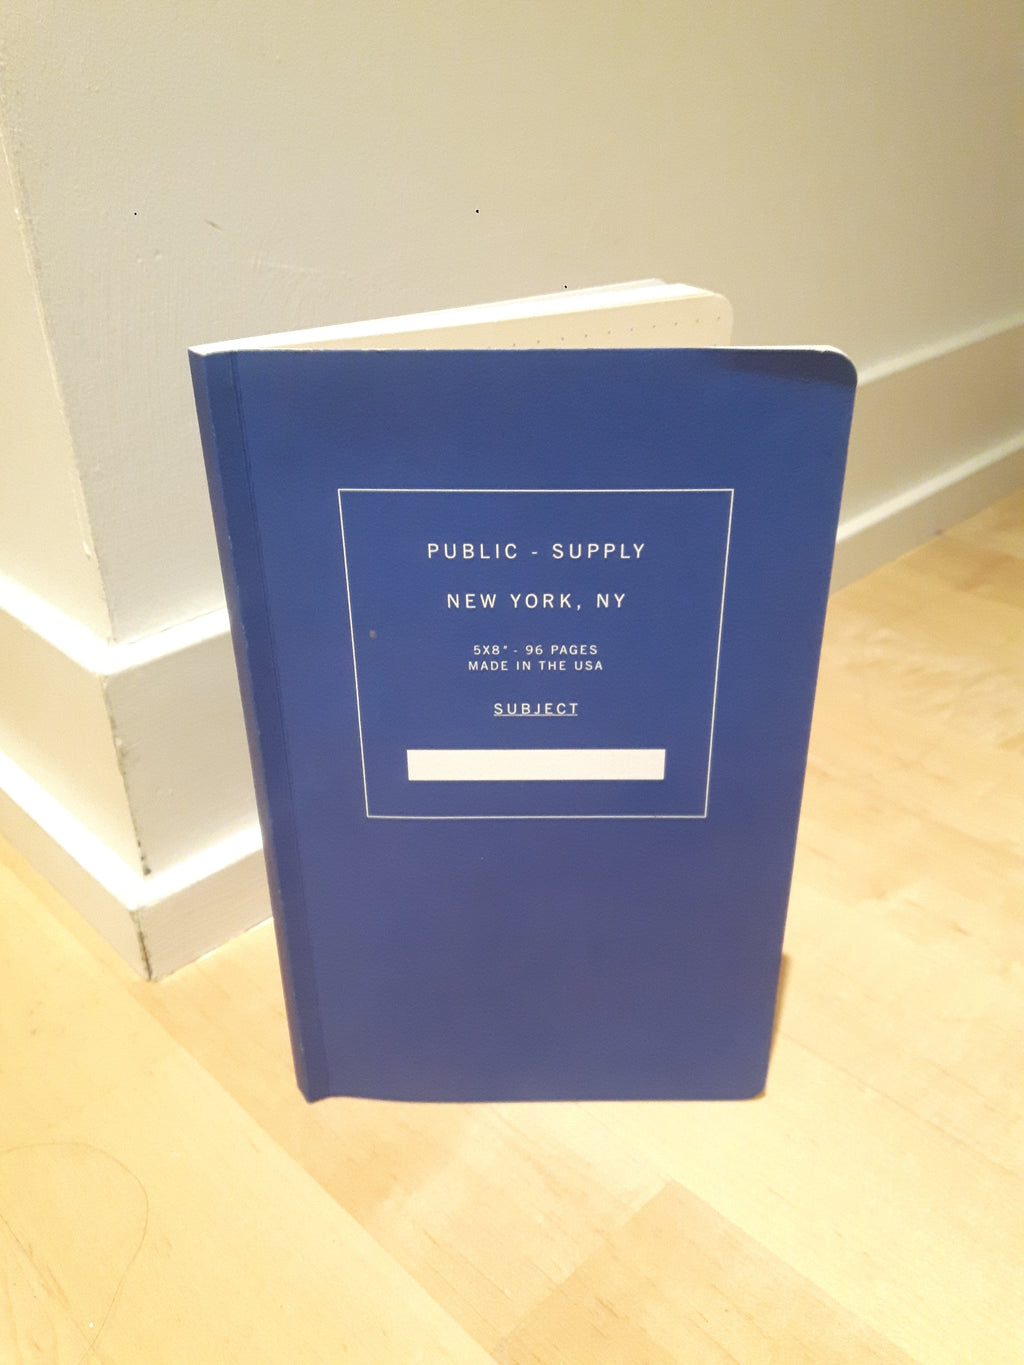 PUBLIC - SUPPLY
NEW YORK, NY
5X8" - 96 PAGES
MADE IN THE USA
SUBJECT